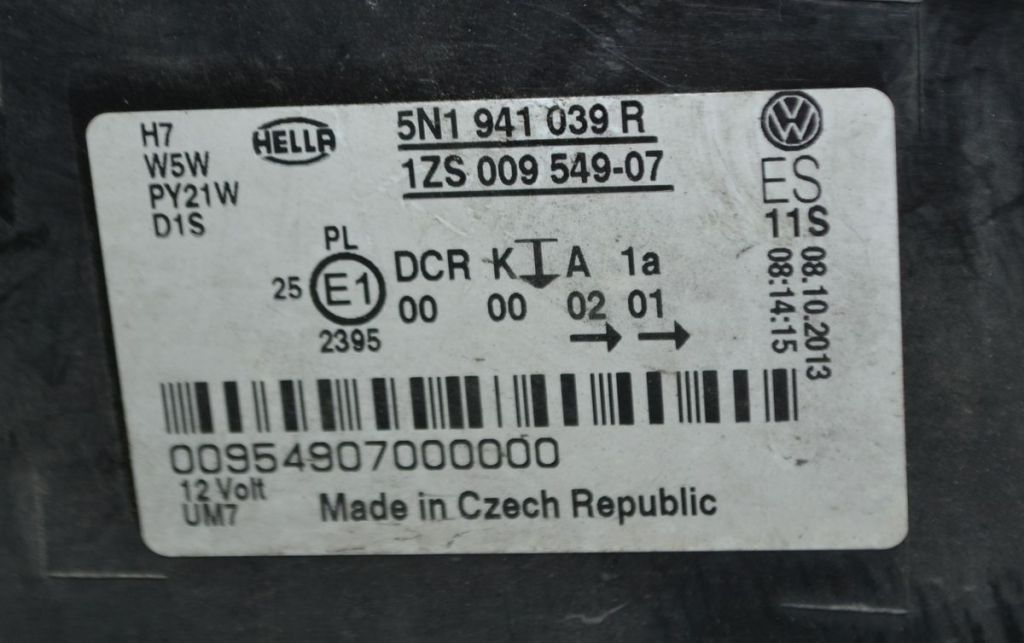 H7
W5W
PY21W
D1S
HELLA
5N1 941 039 R
1ZS 009 549-07
ES
11S
08.10.2013
08:14:15
PL
25 E1
2395
DCR K A 1a
00 00 02 01
00954907000000
12 Volt
UM7
Made in Czech Republic